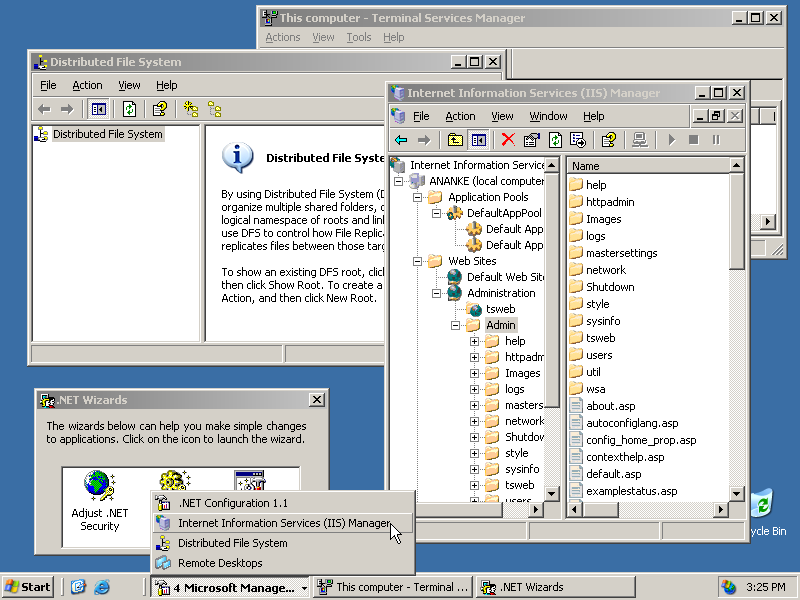 This computer - Terminal Services Manager
Actions View Tools Help
Distributed File System
File Action View Help
Distributed File System
Distributed File Syste
By using Distributed File System (D
organize multiple shared folders, c
logical namespace of roots and link
use DFS to control how File Replica
replicates files between those targ
To show an existing DFS root, click
then click Show Root. To create a
Action, and then click New Root.
Internet Information Services (IIS) Manager
File Action View Window Help
Internet Information Service
ANANKE (local computer
Application Pools
DefaultAppPool
Default App
Default App
Web Sites
Default Web Site
Administration
tsweb
Admin
help
httpadm
Images
logs
masters
network
Shutdow
style
sysinfo
tsweb
users
Name
help
httpadmin
Images
logs
mastersettings
network
Shutdown
style
sysinfo
tsweb
users
util
wsa
about.asp
autoconfiglang.asp
config_home_prop.asp
contexthelp.asp
default.asp
examplestatus.asp
.NET Wizards
The wizards below can help you make simple changes
to applications. Click on the icon to launch the wizard.
Adjust .NET
Security
.NET Configuration 1.1
Internet Information Services (IIS) Manager
Distributed File System
Remote Desktops
cycle Bin
Start
4 Microsoft Manage...
This computer - Terminal ...
.NET Wizards
3:25 PM